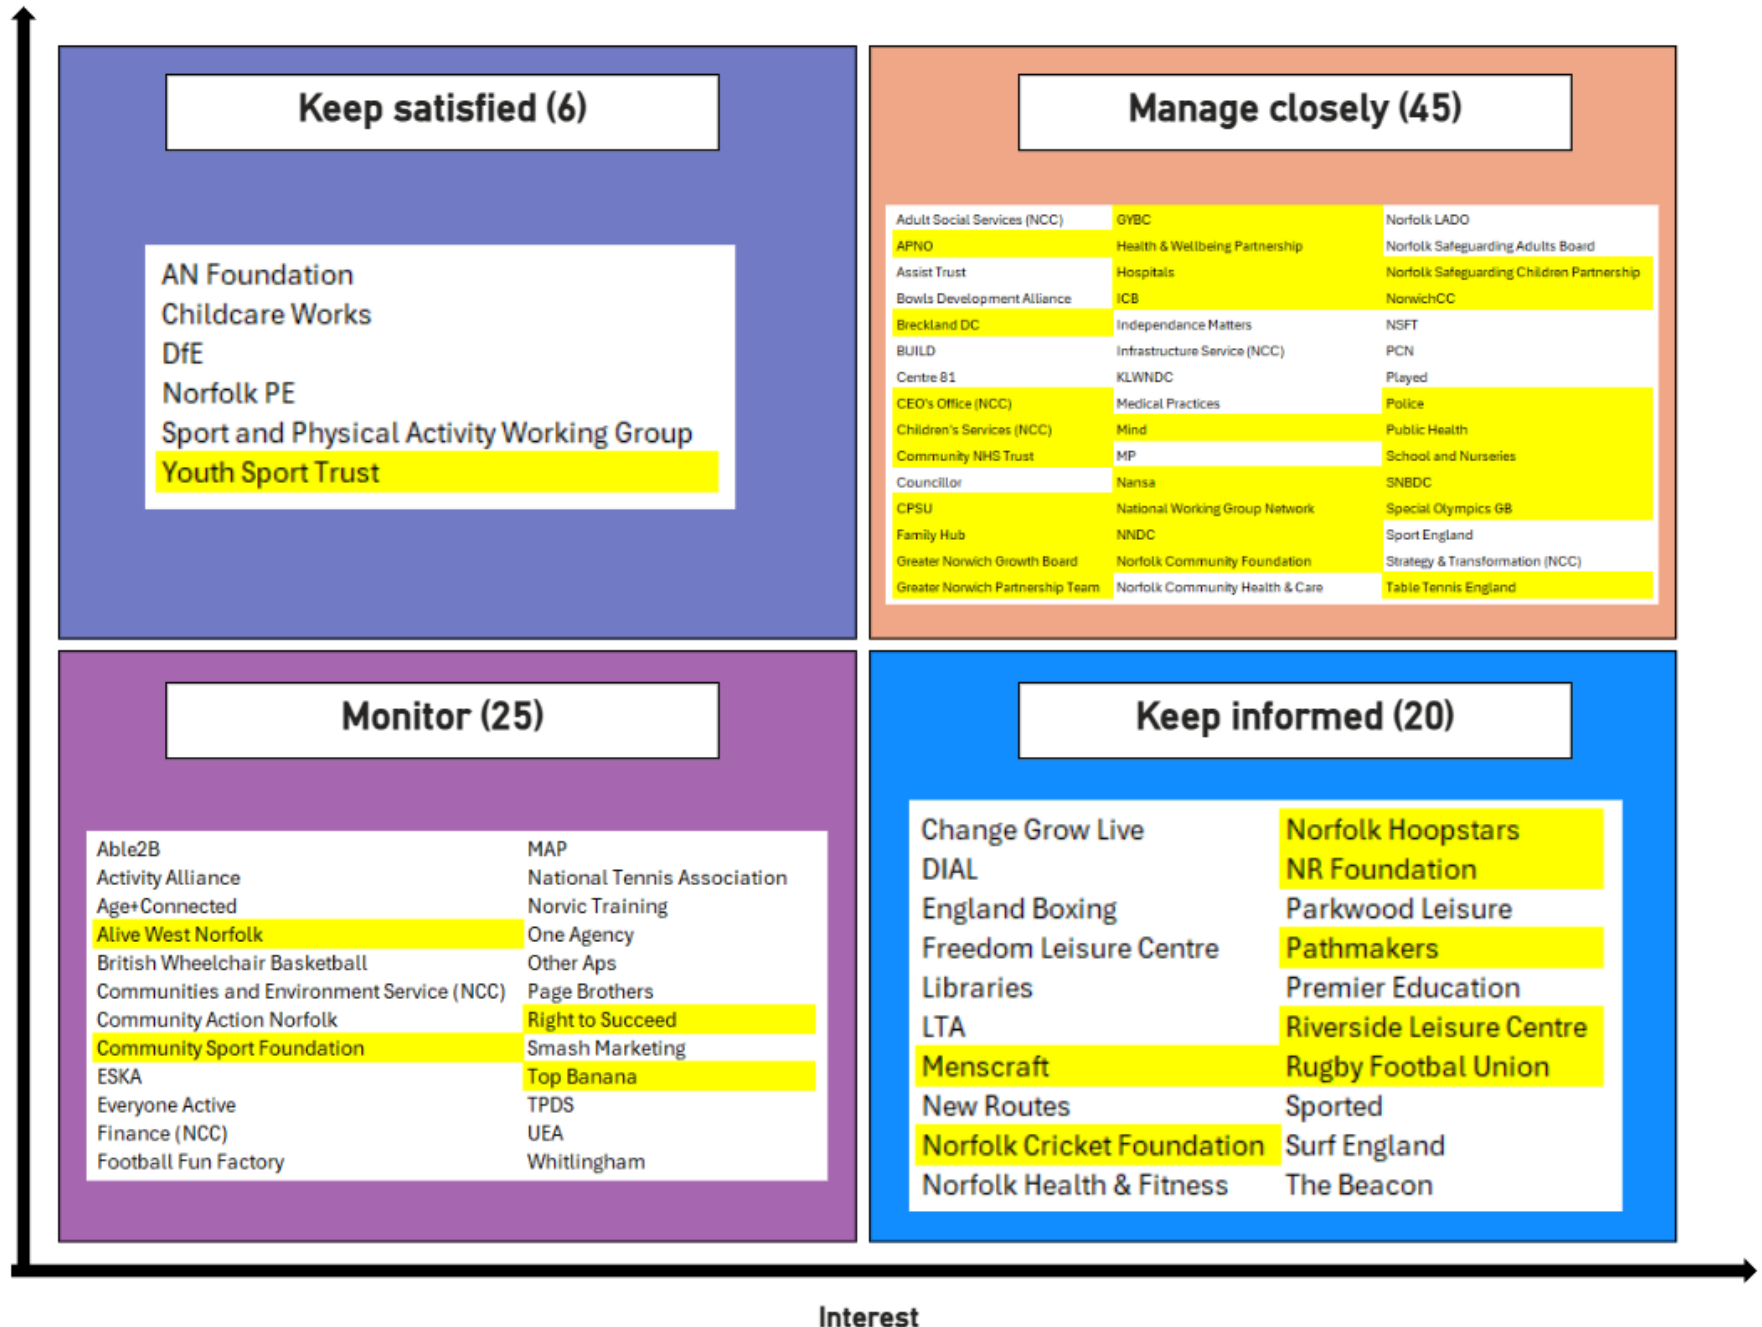 Keep satisfied (6)
AN Foundation
Childcare Works
DfE
Norfolk PE
Sport and Physical Activity Working Group
Youth Sport Trust
Manage closely (45)
Adult Social Services (NCC)
APNO
Assist Trust
Bowls Development Alliance
Breckland DC
BUILD
Centre 81
CEO's Office (NCC)
Children's Services (NCC)
Community NHS Trust
Councillor
CPSU
Family Hub
Greater Norwich Growth Board
Greater Norwich Partnership Team
GYBC
Health & Wellbeing Partnership
Hospitals
ICB
Independance Matters
Infrastructure Service (NCC)
KLWNDC
Medical Practices
Mind
MP
Nansa
National Working Group Network
NNDC
Norfolk Community Foundation
Norfolk Community Health & Care
Norfolk LADO
Norfolk Safeguarding Adults Board
Norfolk Safeguarding Children Partnership
NorwichCC
NSFT
PCN
Played
Police
Public Health
School and Nurseries
SNBDC
Special Olympics GB
Sport England
Strategy & Transformation (NCC)
Table Tennis England
Monitor (25)
Able2B
Activity Alliance
Age+Connected
Alive West Norfolk
British Wheelchair Basketball
Communities and Environment Service (NCC)
Community Action Norfolk
Community Sport Foundation
ESKA
Everyone Active
Finance (NCC)
Football Fun Factory
MAP
National Tennis Association
Norvic Training
One Agency
Other Aps
Page Brothers
Right to Succeed
Smash Marketing
Top Banana
TPDS
UEA
Whitlingham
Keep informed (20)
Change Grow Live
DIAL
England Boxing
Freedom Leisure Centre
Libraries
LTA
Menscraft
New Routes
Norfolk Cricket Foundation
Norfolk Health & Fitness
Norfolk Hoopstars
NR Foundation
Parkwood Leisure
Pathmakers
Premier Education
Riverside Leisure Centre
Rugby Footbal Union
Sported
Surf England
The Beacon
Interest